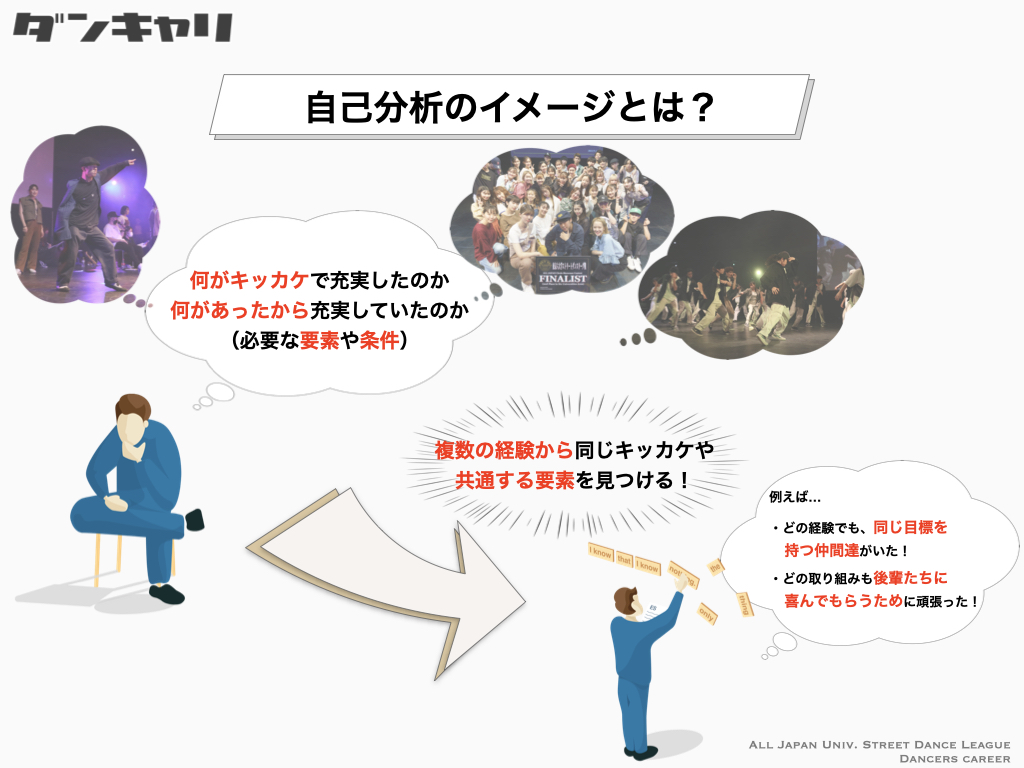 ダンキャリ
自己分析のイメージとは？
FINALIST
何がキッカケで充実したのか
何があったから充実していたのか
（必要な要素や条件）
複数の経験から同じキッカケや
共通する要素を見つける！
例えば…
・どの経験でも、同じ目標を
持つ仲間達がいた！
・どの取り組みも後輩たちに
喜んでもらうために頑張った！
I know
that
I know
the
IS
only
thing
ALL JAPAN UNIV. STREET DANCE LEAGUE
DANCERS CAREER